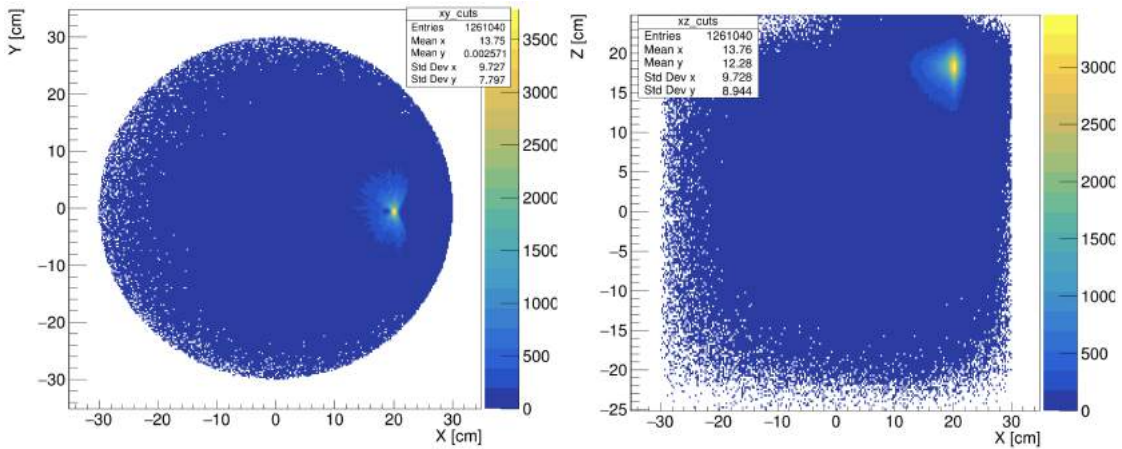 xy_cuts
Entries 1261040
Mean x 13.75
Mean y 0.002571
Std Dev x 9.727
Std Dev y 7.797
Y [cm]
30
20
10
0
−10
−20
−30
−30 −20 −10 0 10 20 30
X [cm]
3500
3000
2500
2000
1500
1000
500
0
xz_cuts
Entries 1261040
Mean x 13.76
Mean y 12.28
Std Dev x 9.728
Std Dev y 8.944
Z [cm]
25
20
15
10
5
0
−5
−10
−15
−20
−25
−30 −20 −10 0 10 20 30
X [cm]
3000
2500
2000
1500
1000
500
0